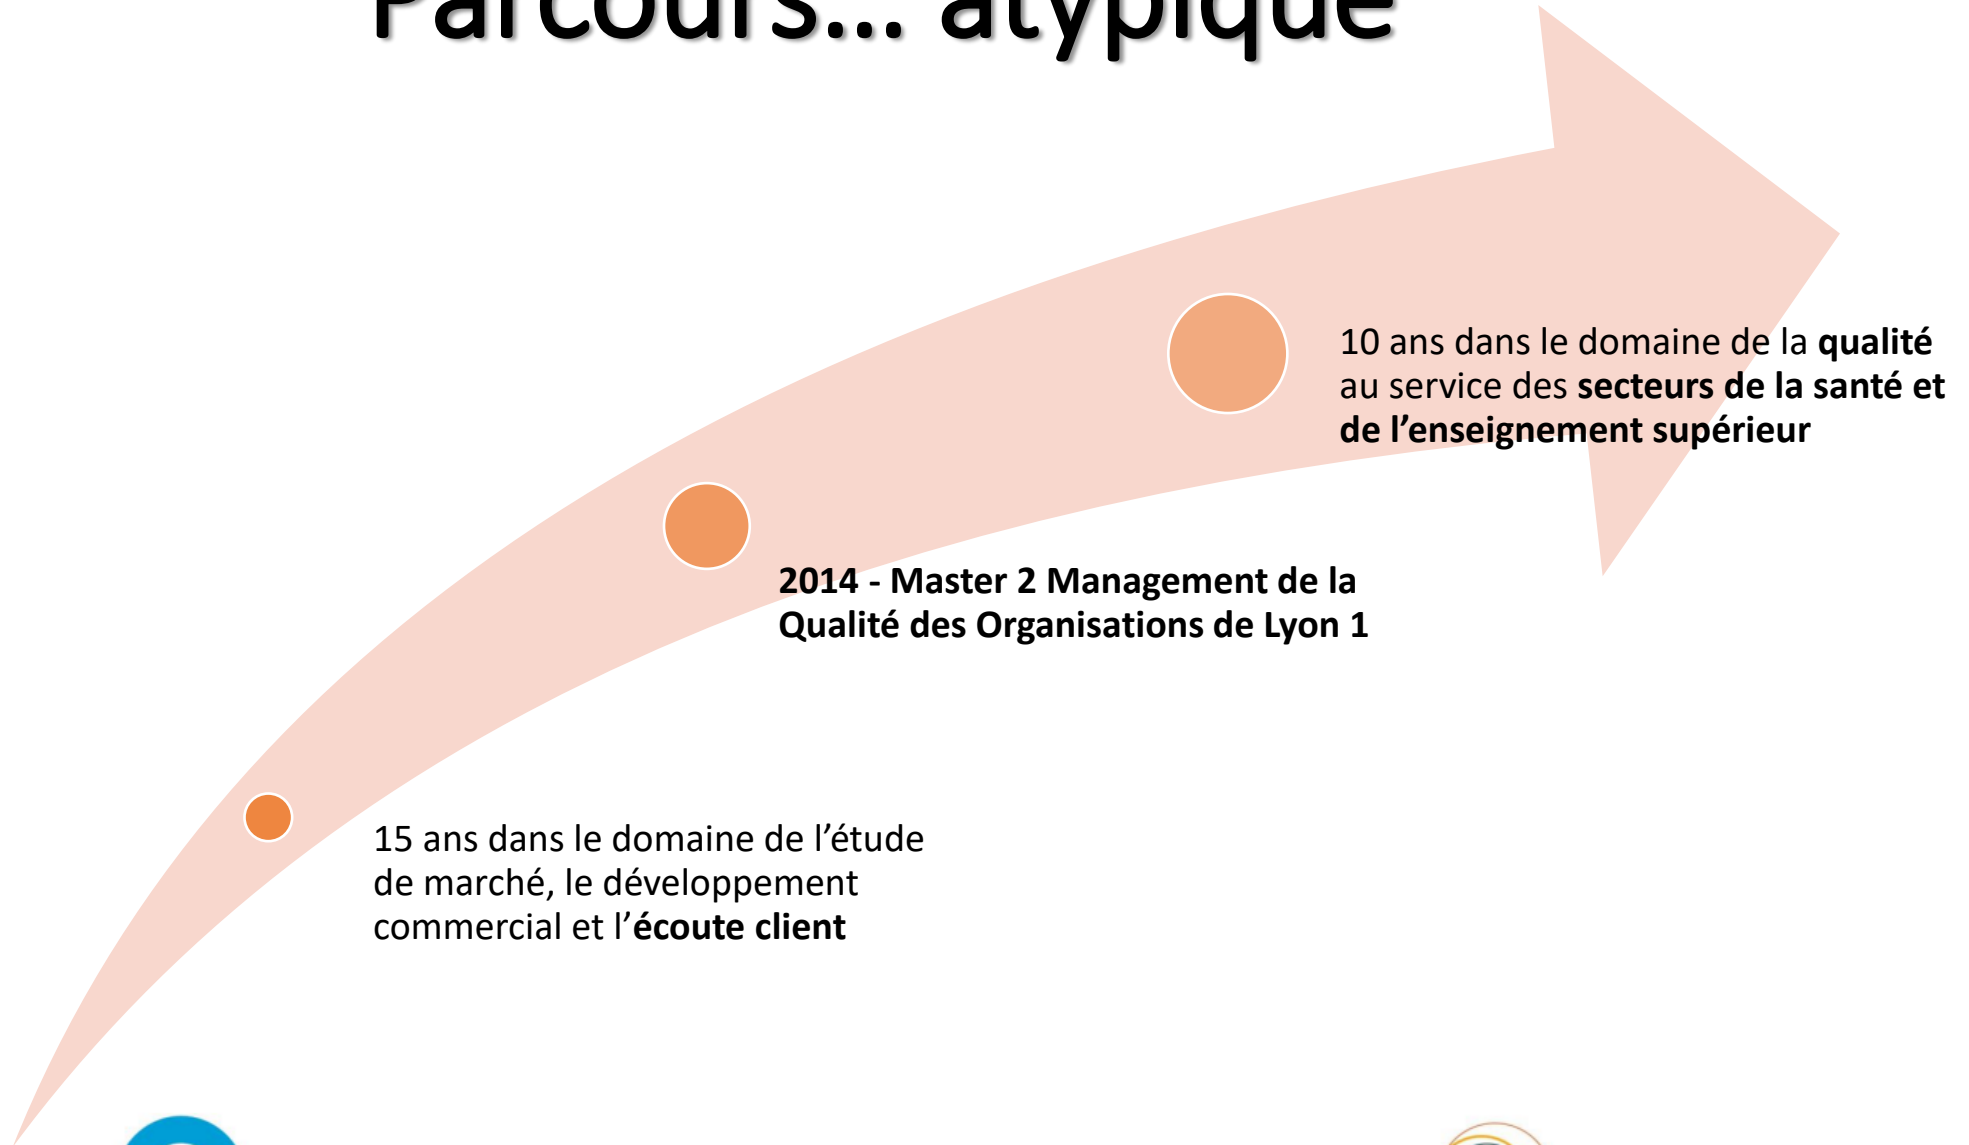 Parcours... atypique
10 ans dans le domaine de la qualité
au service des secteurs de la santé et
de l’enseignement supérieur
2014 - Master 2 Management de la
Qualité des Organisations de Lyon 1
15 ans dans le domaine de l’étude
de marché, le développement
commercial et l’écoute client